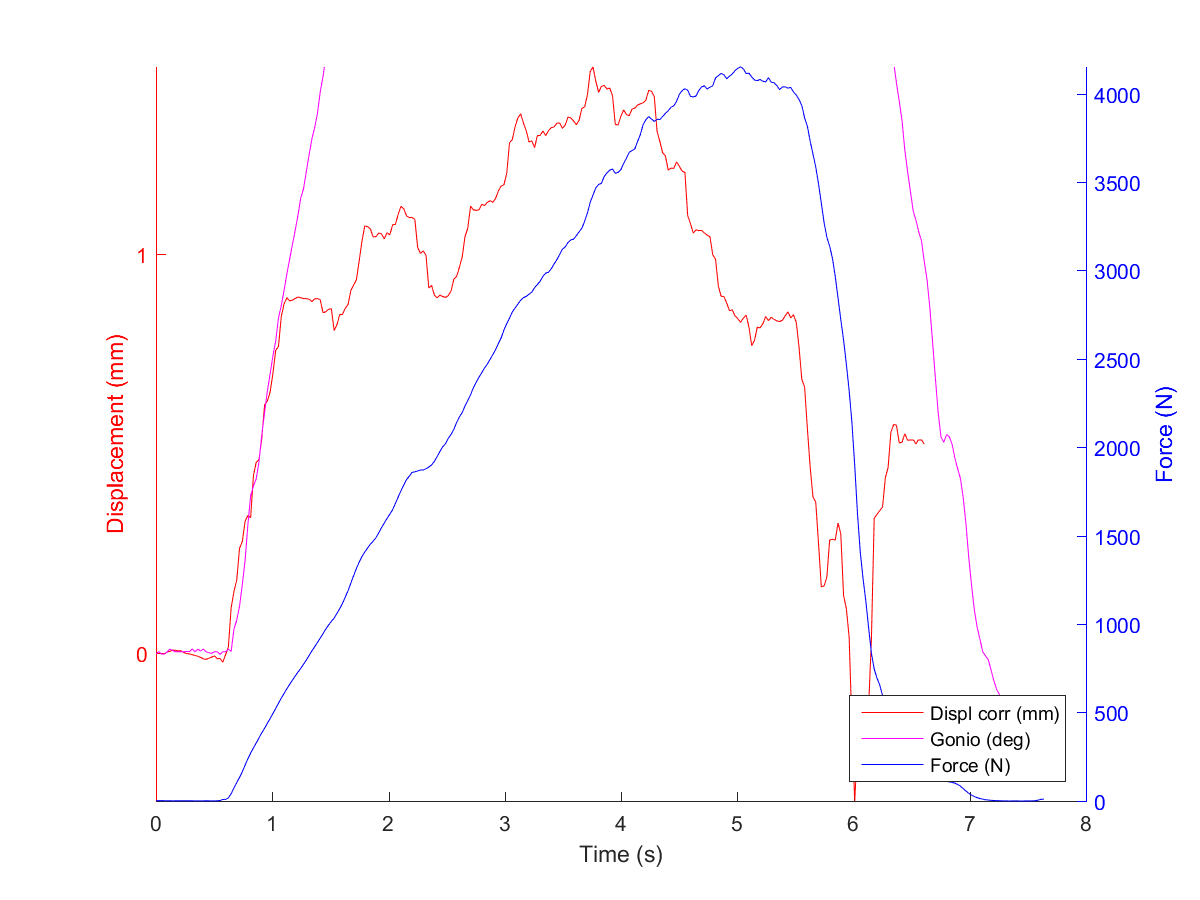 Displacement (mm)
1
0
4000
3500
3000
2500
2000
1500
1000
500
0
Force (N)
Displ corr (mm)
Gonio (deg)
Force (N)
0 1 2 3 4 5 6 7 8
Time (s)